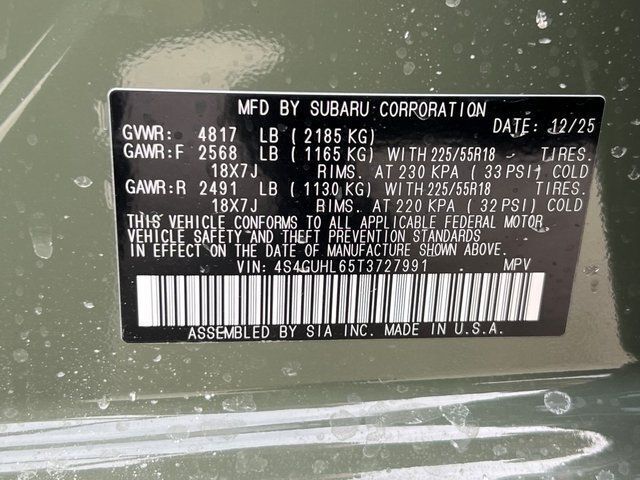 MFD BY SUBARU CORPORATION
DATE: 12/25
GVWR: 4817 LB ( 2185 KG)
GAWR:F 2568 LB ( 1165 KG) WITH 225/55R18 TIRES.
18X7J RIMS. AT 230 KPA ( 33 PSI) COLD
GAWR:R 2491 LB ( 1130 KG) WITH 225/55R18 TIRES.
18X7J RIMS. AT 220 KPA ( 32 PSI) COLD
THIS VEHICLE CONFORMS TO ALL APPLICABLE FEDERAL MOTOR
VEHICLE SAFETY AND THEFT PREVENTION STANDARDS
IN EFFECT ON THE DATE OF MANUFACTURE SHOWN ABOVE.
VIN: 4S4GUHL65T3727991 MPV
ASSEMBLED BY SIA INC. MADE IN U.S.A.